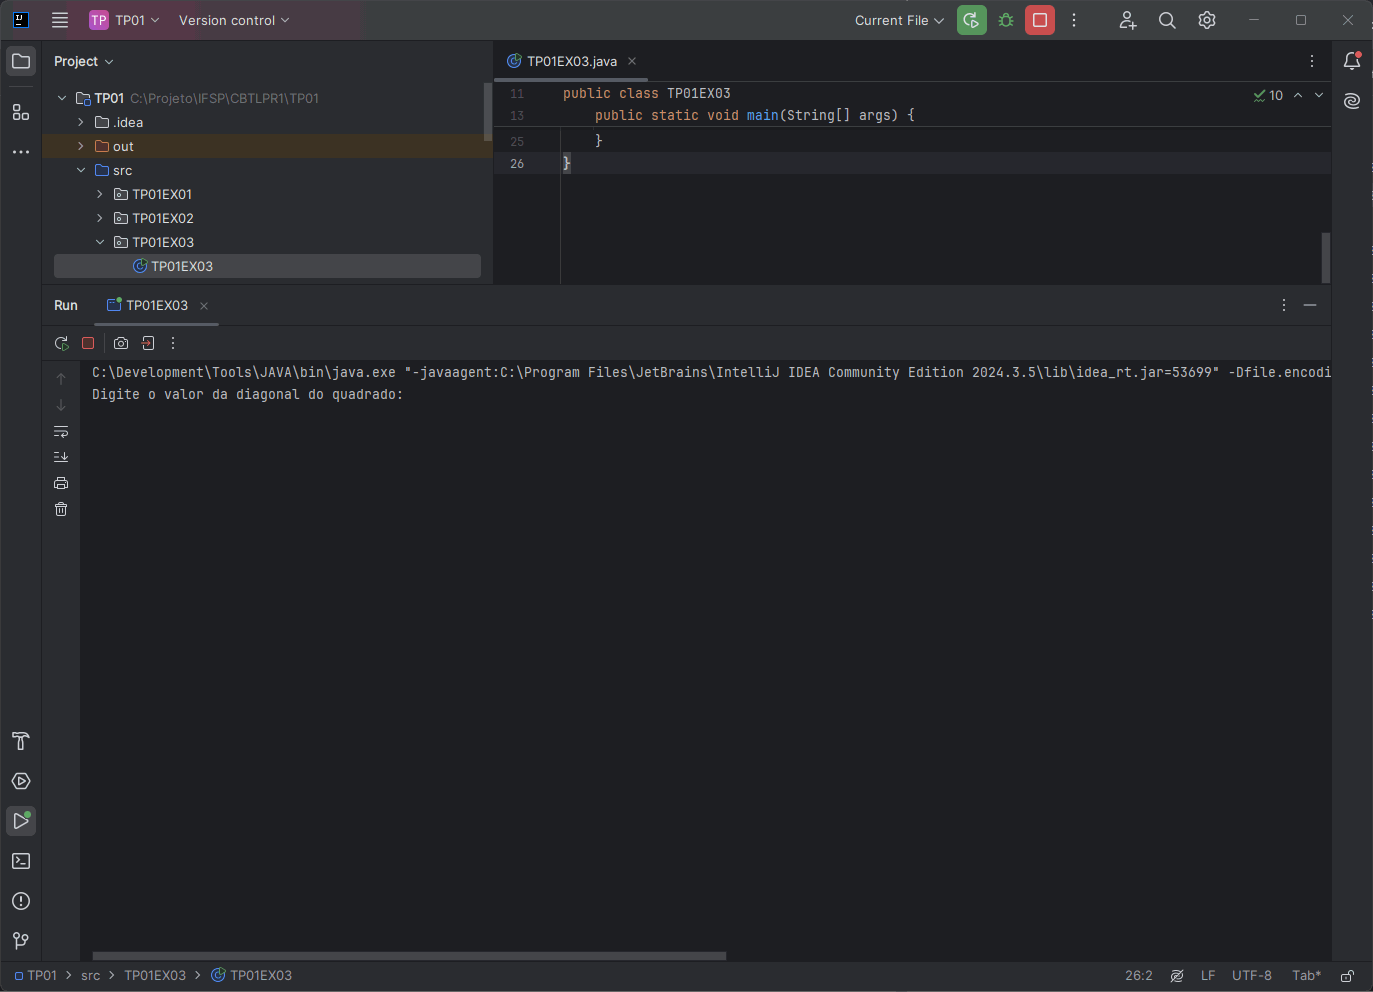 TP TP01 Version control Current File
Project
TP01 C:\Projeto\IFSP\CBTLPR1\TP01
.idea
out
src
TP01EX01
TP01EX02
TP01EX03
TP01EX03
TP01EX03.java
11 public class TP01EX03
13 public static void main(String[] args) {
25 }
26 }
10
Run TP01EX03
C:\Development\Tools\JAVA\bin\java.exe "-javaagent:C:\Program Files\JetBrains\IntelliJ IDEA Community Edition 2024.3.5\lib\idea_rt.jar=53699" -Dfile.encodi
Digite o valor da diagonal do quadrado:
TP01 > src > TP01EX03 > TP01EX03 26:2 LF UTF-8 Tab*